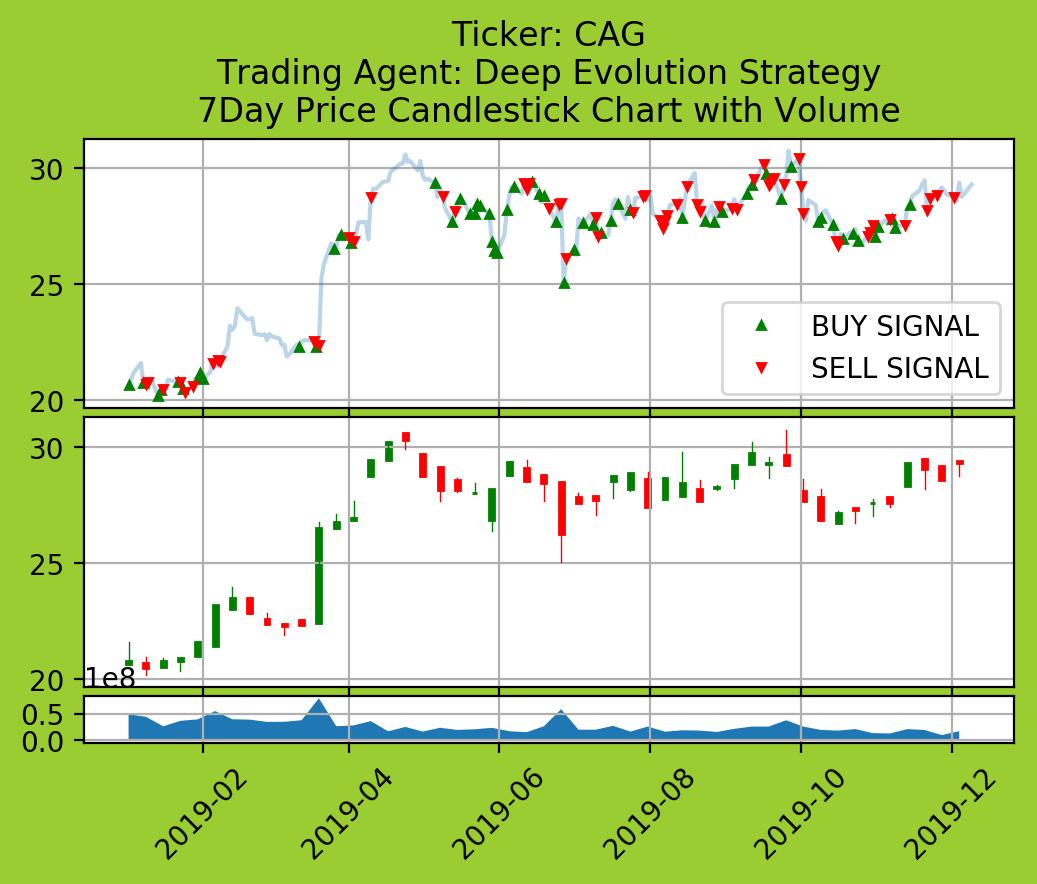 Ticker: CAG
Trading Agent: Deep Evolution Strategy
7Day Price Candlestick Chart with Volume
30
25
20
BUY SIGNAL
SELL SIGNAL
30
25
20
1e8
0.5
0.0
2019-02
2019-04
2019-06
2019-08
2019-10
2019-12